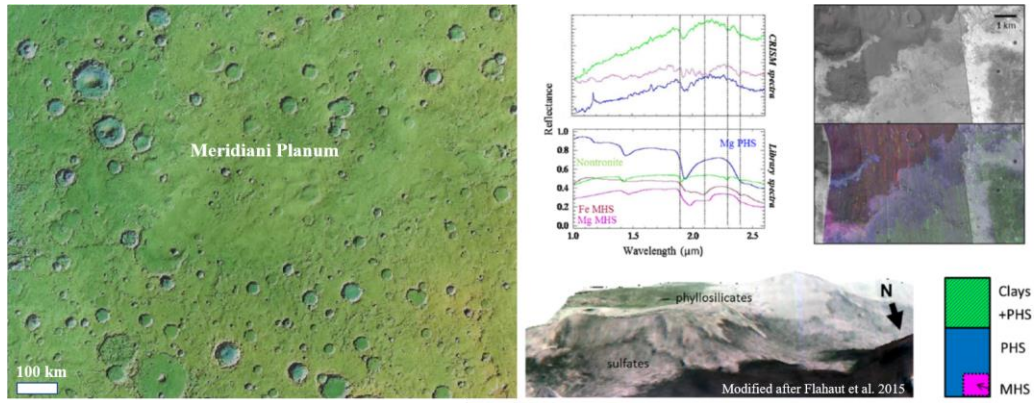 Meridiani Planum
100 km
CRISM spectra
Reflectance
1.0
0.8
0.6
0.4
0.2
Mg PHS
Nontronite
Fe MHS
Mg MHS
Library spectra
1.0
1.5
2.0
2.5
Wavelength (µm)
1 km
phyllosilicates
sulfates
N
Modified after Flahaut et al. 2015
Clays
+PHS
PHS
MHS